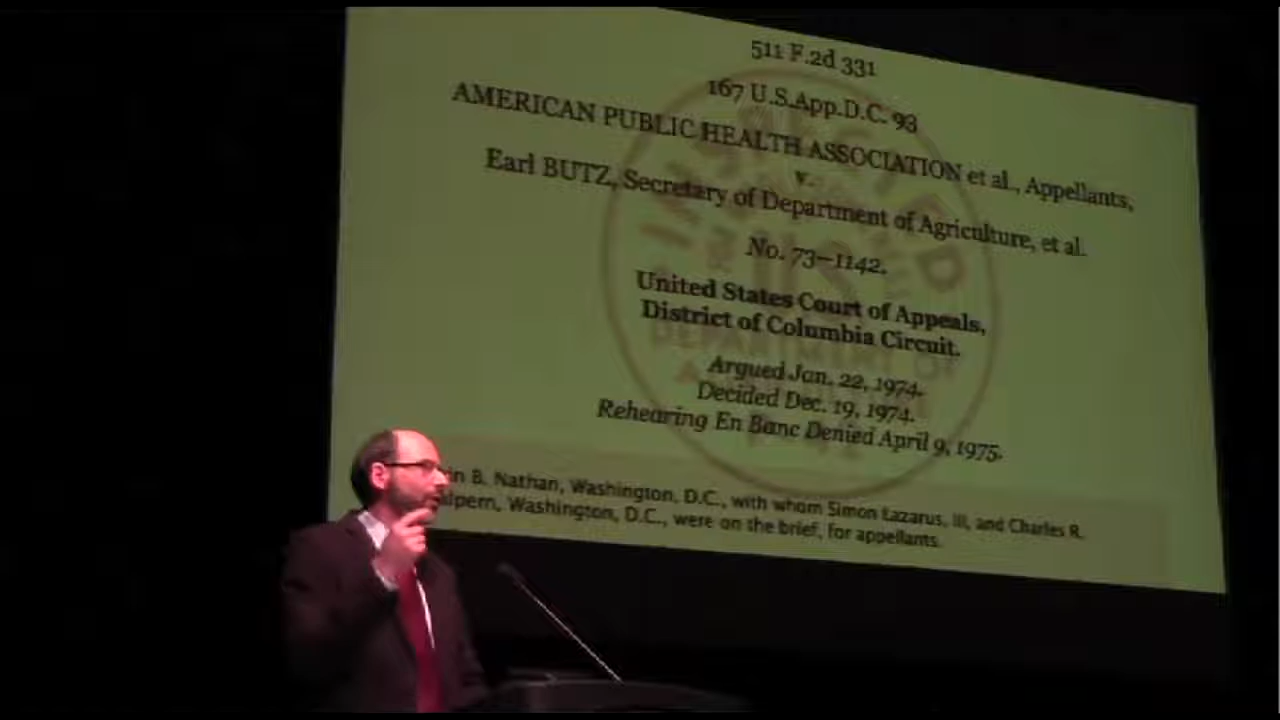 511 F.2d 331
167 U.S.App.D.C. 93
AMERICAN PUBLIC HEALTH ASSOCIATION et al., Appellants,
v.
Earl BUTZ, Secretary of Department of Agriculture, et al.
No. 73–1142.
United States Court of Appeals,
District of Columbia Circuit.
Argued Jan. 22, 1974.
Decided Dec. 19, 1974.
Rehearing En Banc Denied April 9, 1975.
B. Nathan, Washington, D.C., with whom Simon Lazarus, III, and Charles R.
Washington, D.C., were on the brief, for appellants.
INSPECTED
DEPARTMENT OF